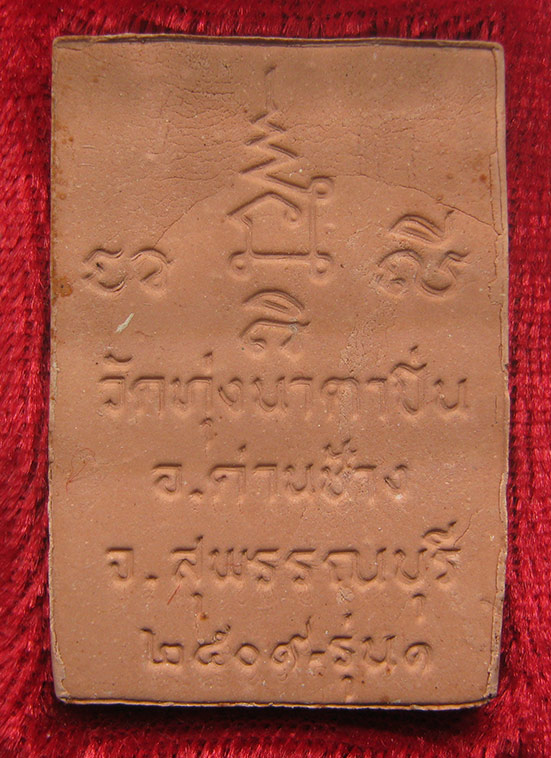 วัดทุ่งนาตาปิ่น
อ.ด่านช้าง
จ.สุพรรณบุรี
๒๕๐๙.รุ่น๑